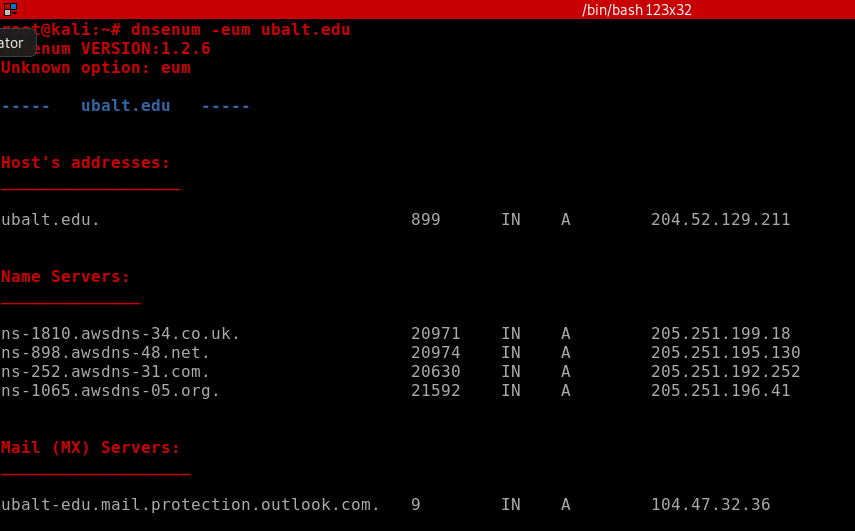 /bin/bash 123x32
root@kali:~# dnsenum -eum ubalt.edu
ator
enum VERSION:1.2.6
Unknown option: eum
----- ubalt.edu -----
Host's addresses:
__________________
ubalt.edu. 899 IN A 204.52.129.211
Name Servers:
______________
ns-1810.awsdns-34.co.uk. 20971 IN A 205.251.199.18
ns-898.awsdns-48.net. 20974 IN A 205.251.195.130
ns-252.awsdns-31.com. 20630 IN A 205.251.192.252
ns-1065.awsdns-05.org. 21592 IN A 205.251.196.41
Mail (MX) Servers:
___________________
ubalt-edu.mail.protection.outlook.com. 9 IN A 104.47.32.36